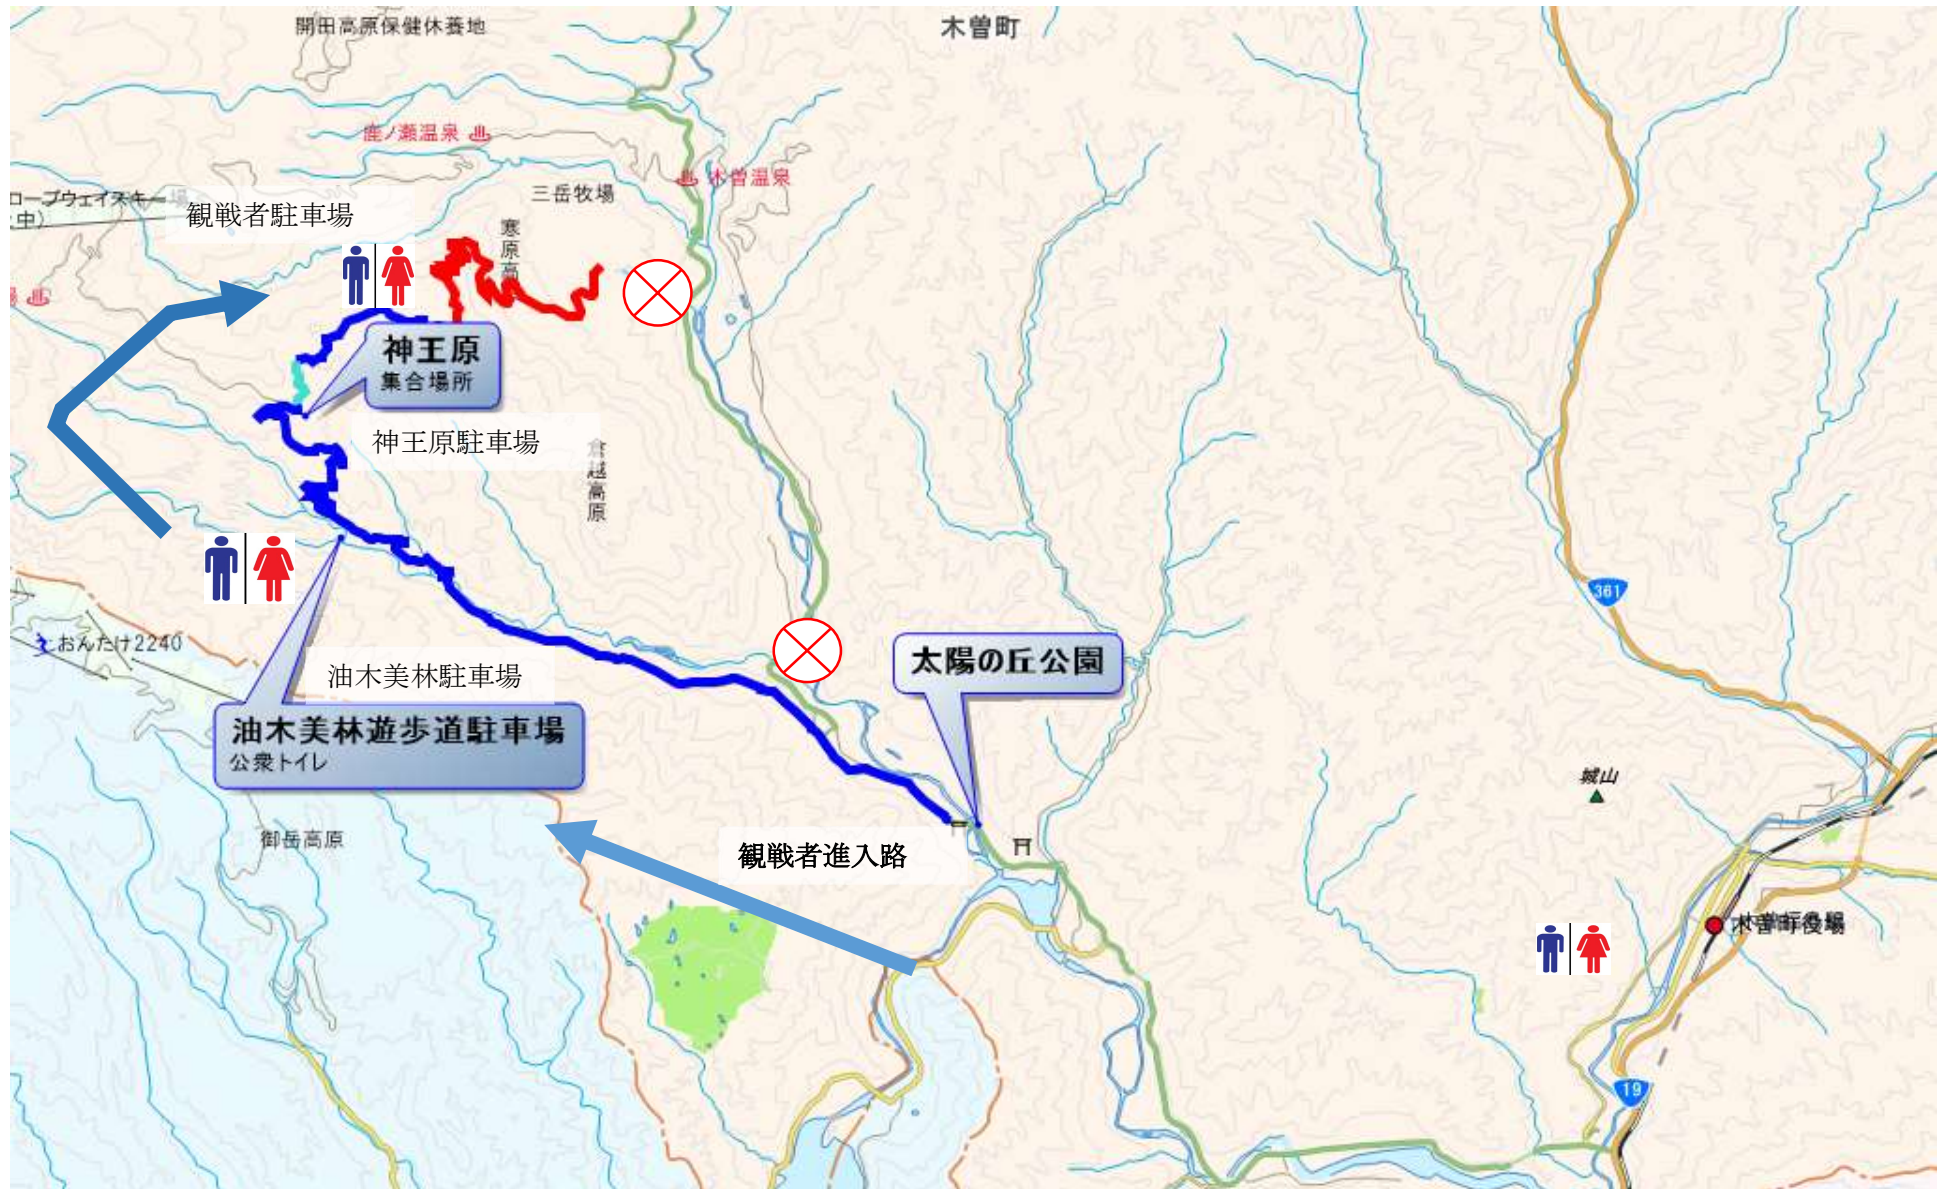 開田高原保健休養地
木曽町
鹿ノ瀬温泉
木曽温泉
三岳牧場
ロープウェイスキー場
中)
観戦者駐車場
寒原高
神王原
集合場所
神王原駐車場
倉越高原
361
おんたけ2240
太陽の丘公園
油木美林駐車場
油木美林遊歩道駐車場
公衆トイレ
城山
御岳高原
観戦者進入路
19